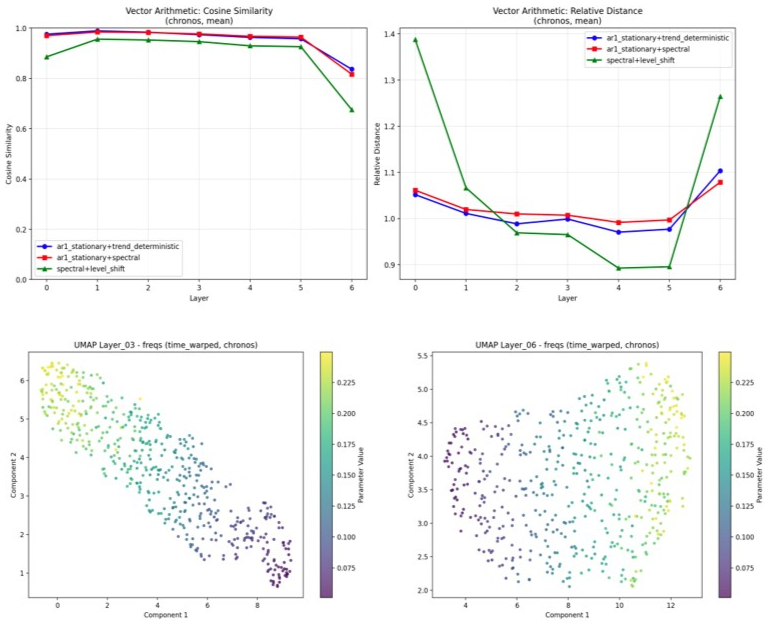 Vector Arithmetic: Cosine Similarity
(chronos, mean)
1.0
0.8
0.6
0.4
0.2
0.0
Cosine Similarity
ar1_stationary+trend_deterministic
ar1_stationary+spectral
spectral+level_shift
0 1 2 3 4 5 6
Layer
Vector Arithmetic: Relative Distance
(chronos, mean)
1.4
1.3
1.2
1.1
1.0
0.9
Relative Distance
ar1_stationary+trend_deterministic
ar1_stationary+spectral
spectral+level_shift
0 1 2 3 4 5 6
Layer
UMAP Layer_03 - freqs (time_warped, chronos)
6
5
4
3
2
1
Component 2
0 2 4 6 8
Component 1
0.225
0.200
0.175
0.150
0.125
0.100
0.075
Parameter Value
UMAP Layer_06 - freqs (time_warped, chronos)
5.5
5.0
4.5
4.0
3.5
3.0
2.5
2.0
Component 2
4 6 8 10 12
Component 1
0.225
0.200
0.175
0.150
0.125
0.100
0.075
Parameter Value